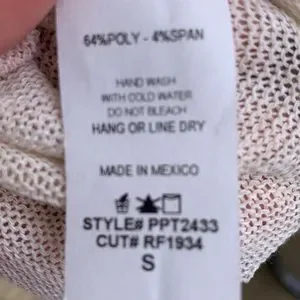 64%POLY - 4%SPAN
HAND WASH
WITH COLD WATER
DO NOT BLEACH
HANG OR LINE DRY
MADE IN MEXICO
STYLE# PPT2433
CUT# RF1934
S